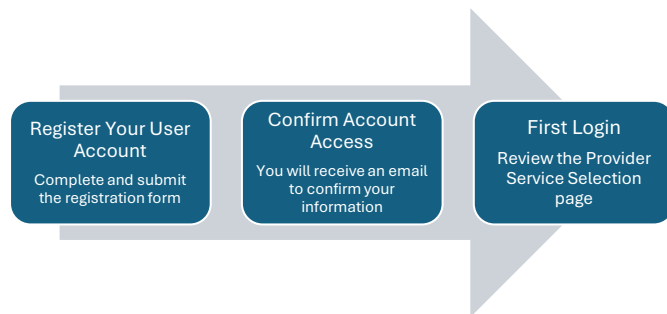 Register Your User
Account
Complete and submit
the registration form
Confirm Account
Access
You will receive an email
to confirm your
information
First Login
Review the Provider
Service Selection
page